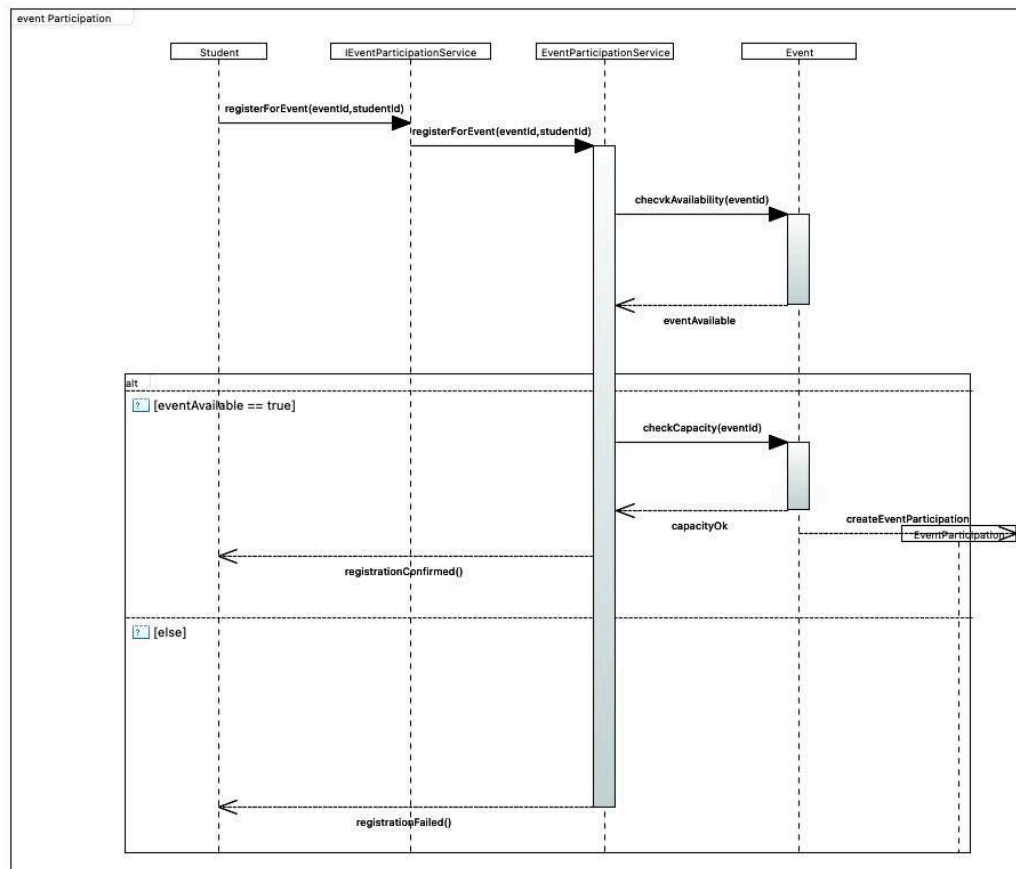 event Participation
Student
IEventParticipationService
EventParticipationService
Event
registerForEvent(eventId,studentId)
registerForEvent(eventId,studentId)
checvkAvailability(eventid)
eventAvailable
alt
? [eventAvailable == true]
checkCapacity(eventId)
capacityOk
createEventParticipation
EventParticipation
registrationConfirmed()
? [else]
registrationFailed()